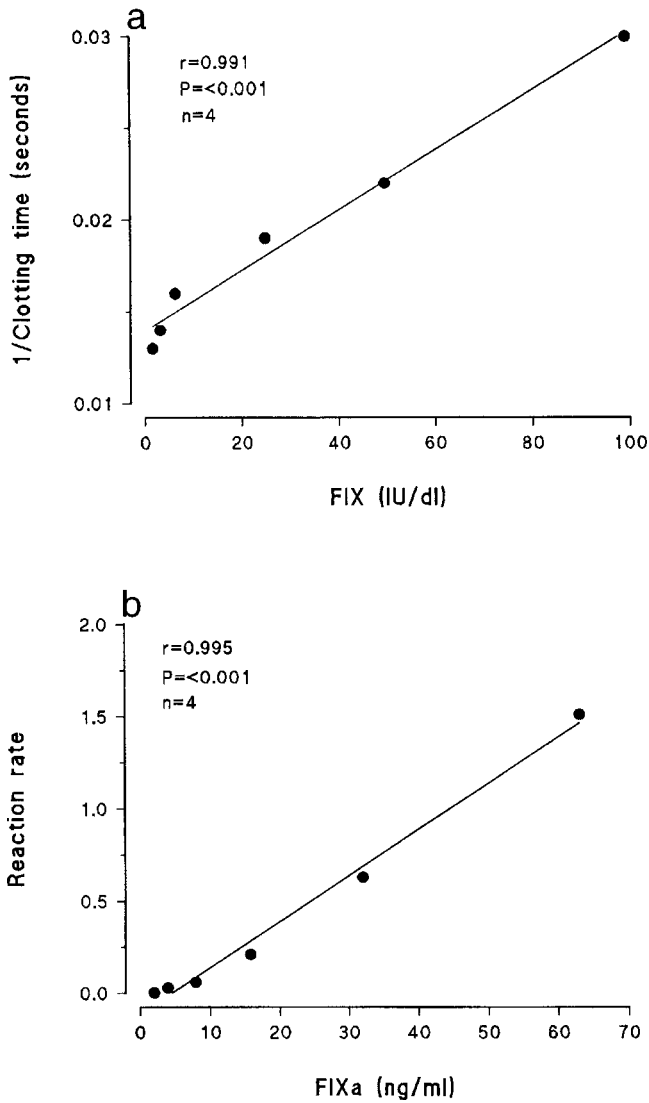 a
r=0.991
P=<0.001
n=4
1/Clotting time (seconds)
0.03
0.02
0.01
0 20 40 60 80 100
FIX (IU/dl)
b
r=0.995
P=<0.001
n=4
Reaction rate
2.0
1.5
1.0
0.5
0.0
0 10 20 30 40 50 60 70
FIXa (ng/ml)